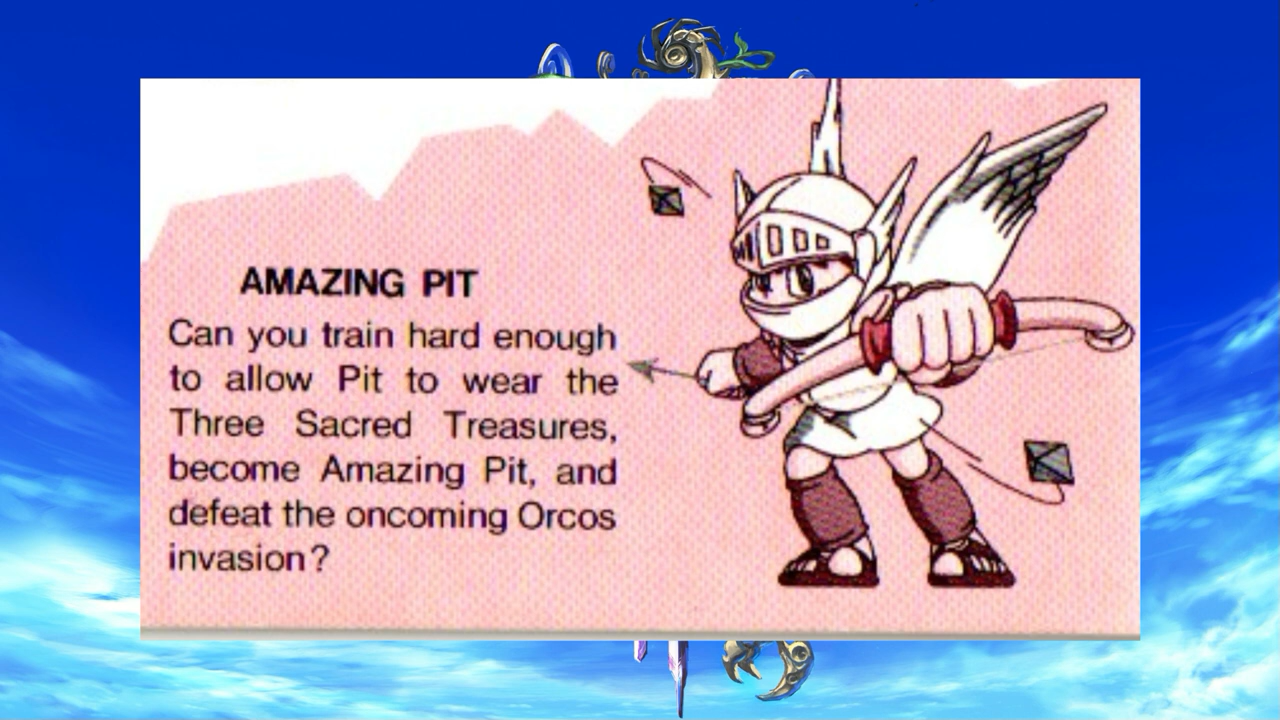 AMAZING PIT
Can you train hard enough
to allow Pit to wear the
Three Sacred Treasures,
become Amazing Pit, and
defeat the oncoming Orcos
invasion?